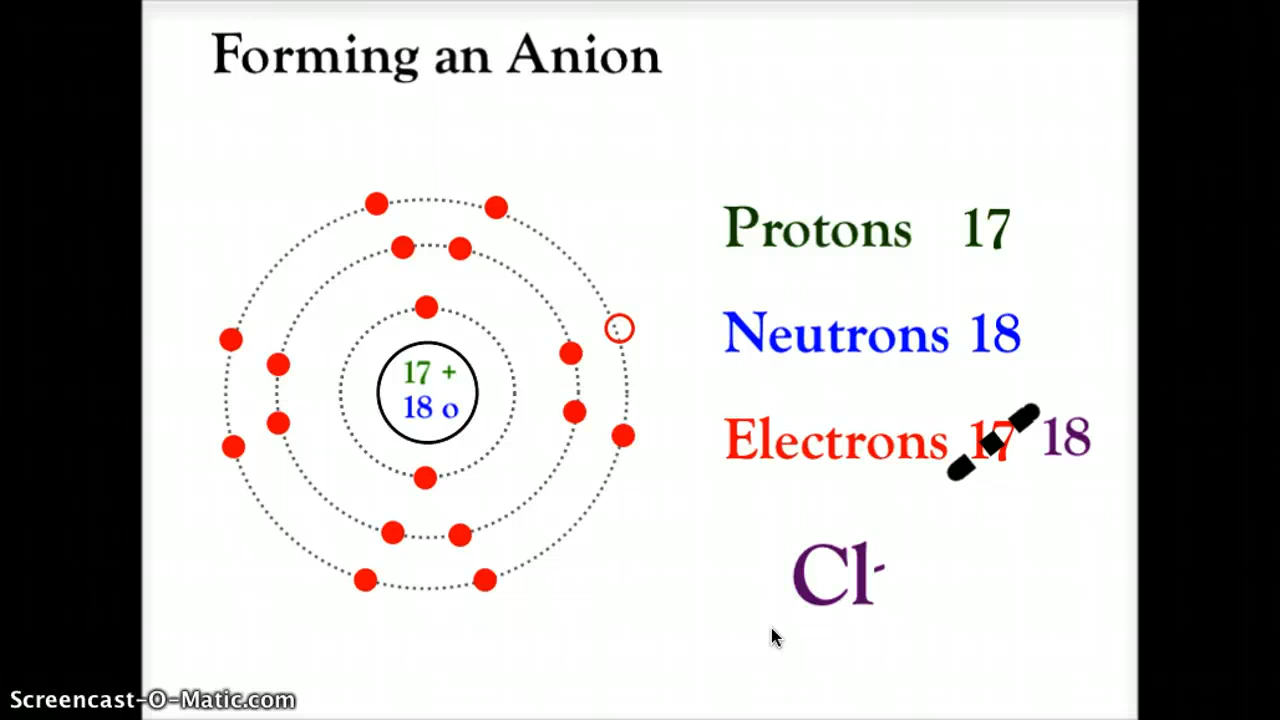 Forming an Anion
17 +
18 o
Protons 17
Neutrons 18
Electrons 17 18
Cl-
Screencast-O-Matic.com